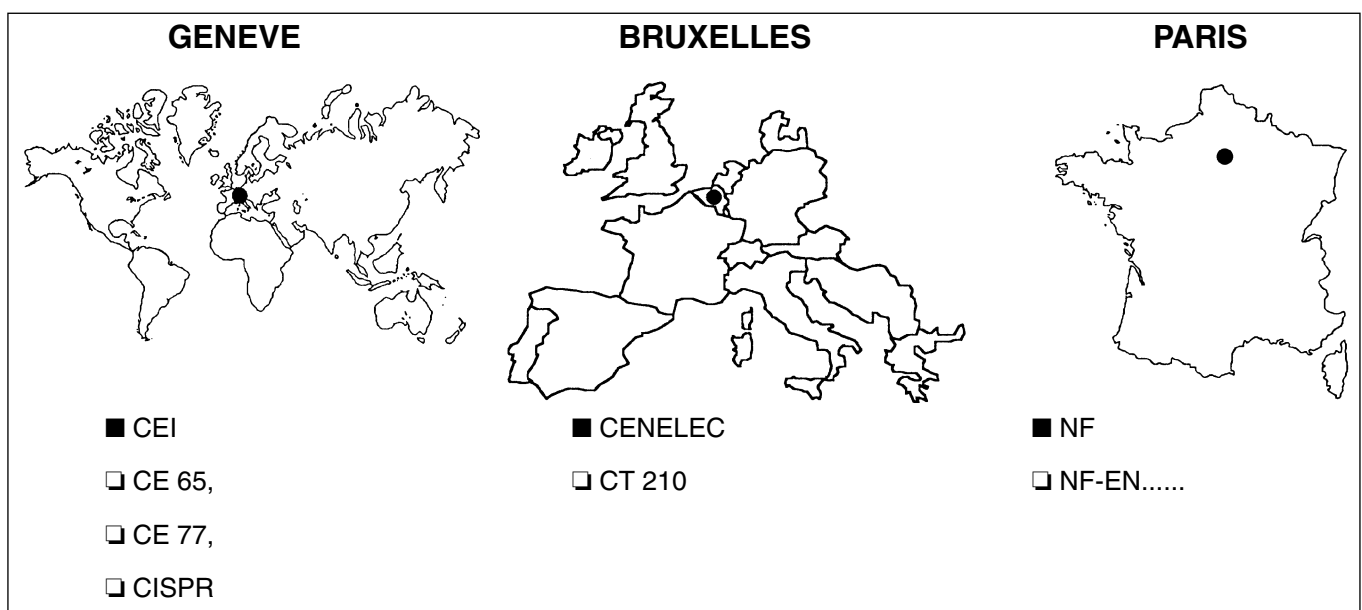 GENEVE
BRUXELLES
PARIS
■ CEI
❏ CE 65,
❏ CE 77,
❏ CISPR
■ CENELEC
❏ CT 210
■ NF
❏ NF-EN......